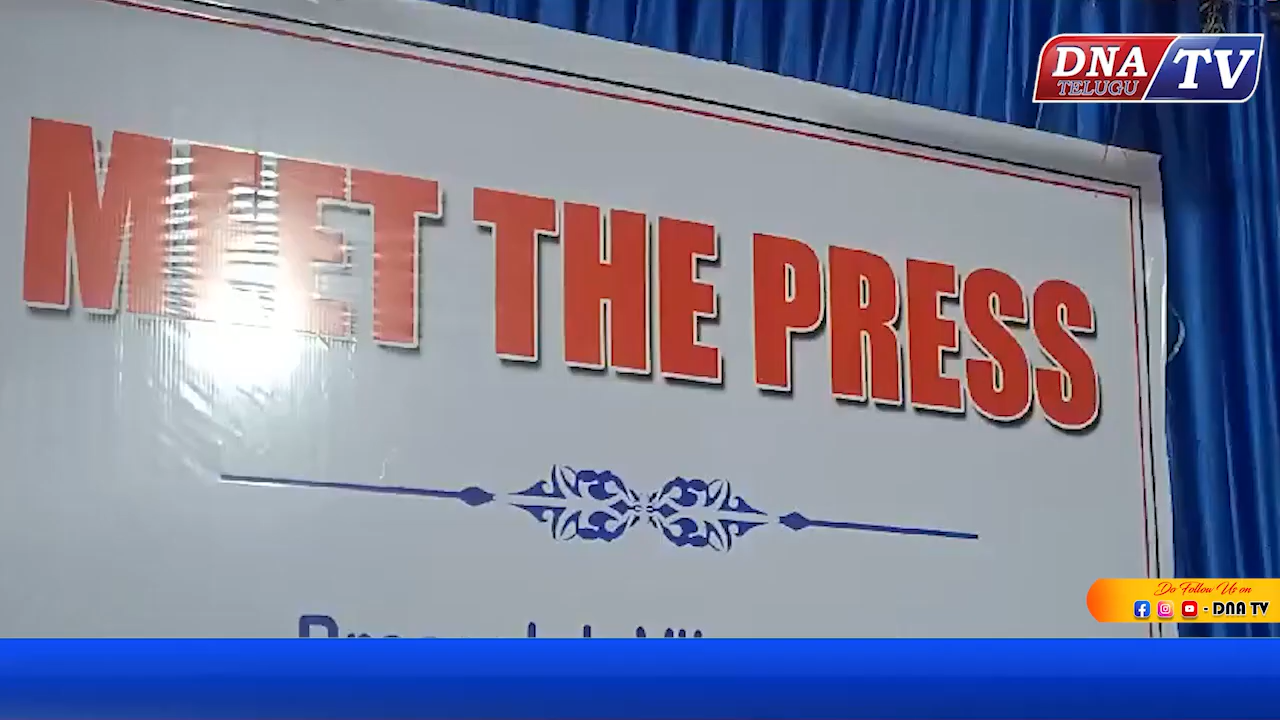 DNA TV
TELUGU
MEET THE PRESS
Do Follow Us on
- DNA TV